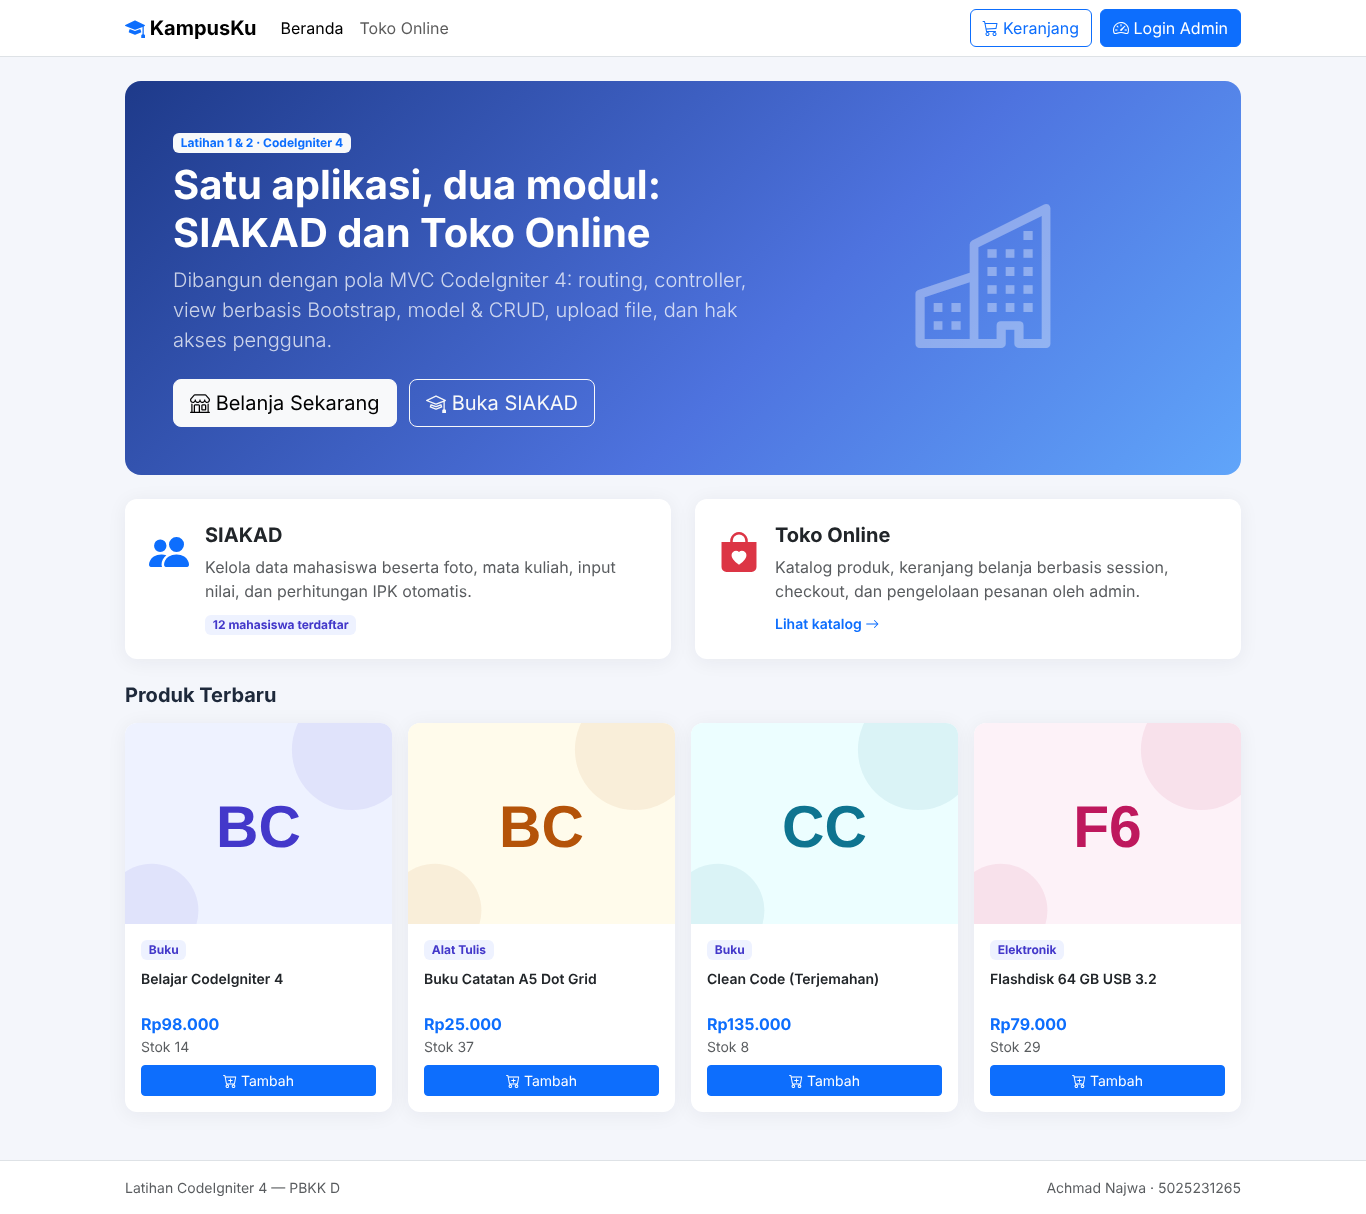 KampusKu
Beranda
Toko Online
Keranjang
Login Admin
Latihan 1 & 2 · CodeIgniter 4
Satu aplikasi, dua modul:
SIAKAD dan Toko Online
Dibangun dengan pola MVC CodeIgniter 4: routing, controller,
view berbasis Bootstrap, model & CRUD, upload file, dan hak
akses pengguna.
Belanja Sekarang
Buka SIAKAD
SIAKAD
Kelola data mahasiswa beserta foto, mata kuliah, input
nilai, dan perhitungan IPK otomatis.
12 mahasiswa terdaftar
Toko Online
Katalog produk, keranjang belanja berbasis session,
checkout, dan pengelolaan pesanan oleh admin.
Lihat katalog →
Produk Terbaru
BC
Buku
Belajar CodeIgniter 4
Rp98.000
Stok 14
Tambah
BC
Alat Tulis
Buku Catatan A5 Dot Grid
Rp25.000
Stok 37
Tambah
CC
Buku
Clean Code (Terjemahan)
Rp135.000
Stok 8
Tambah
F6
Elektronik
Flashdisk 64 GB USB 3.2
Rp79.000
Stok 29
Tambah
Latihan CodeIgniter 4 — PBKK D
Achmad Najwa · 5025231265